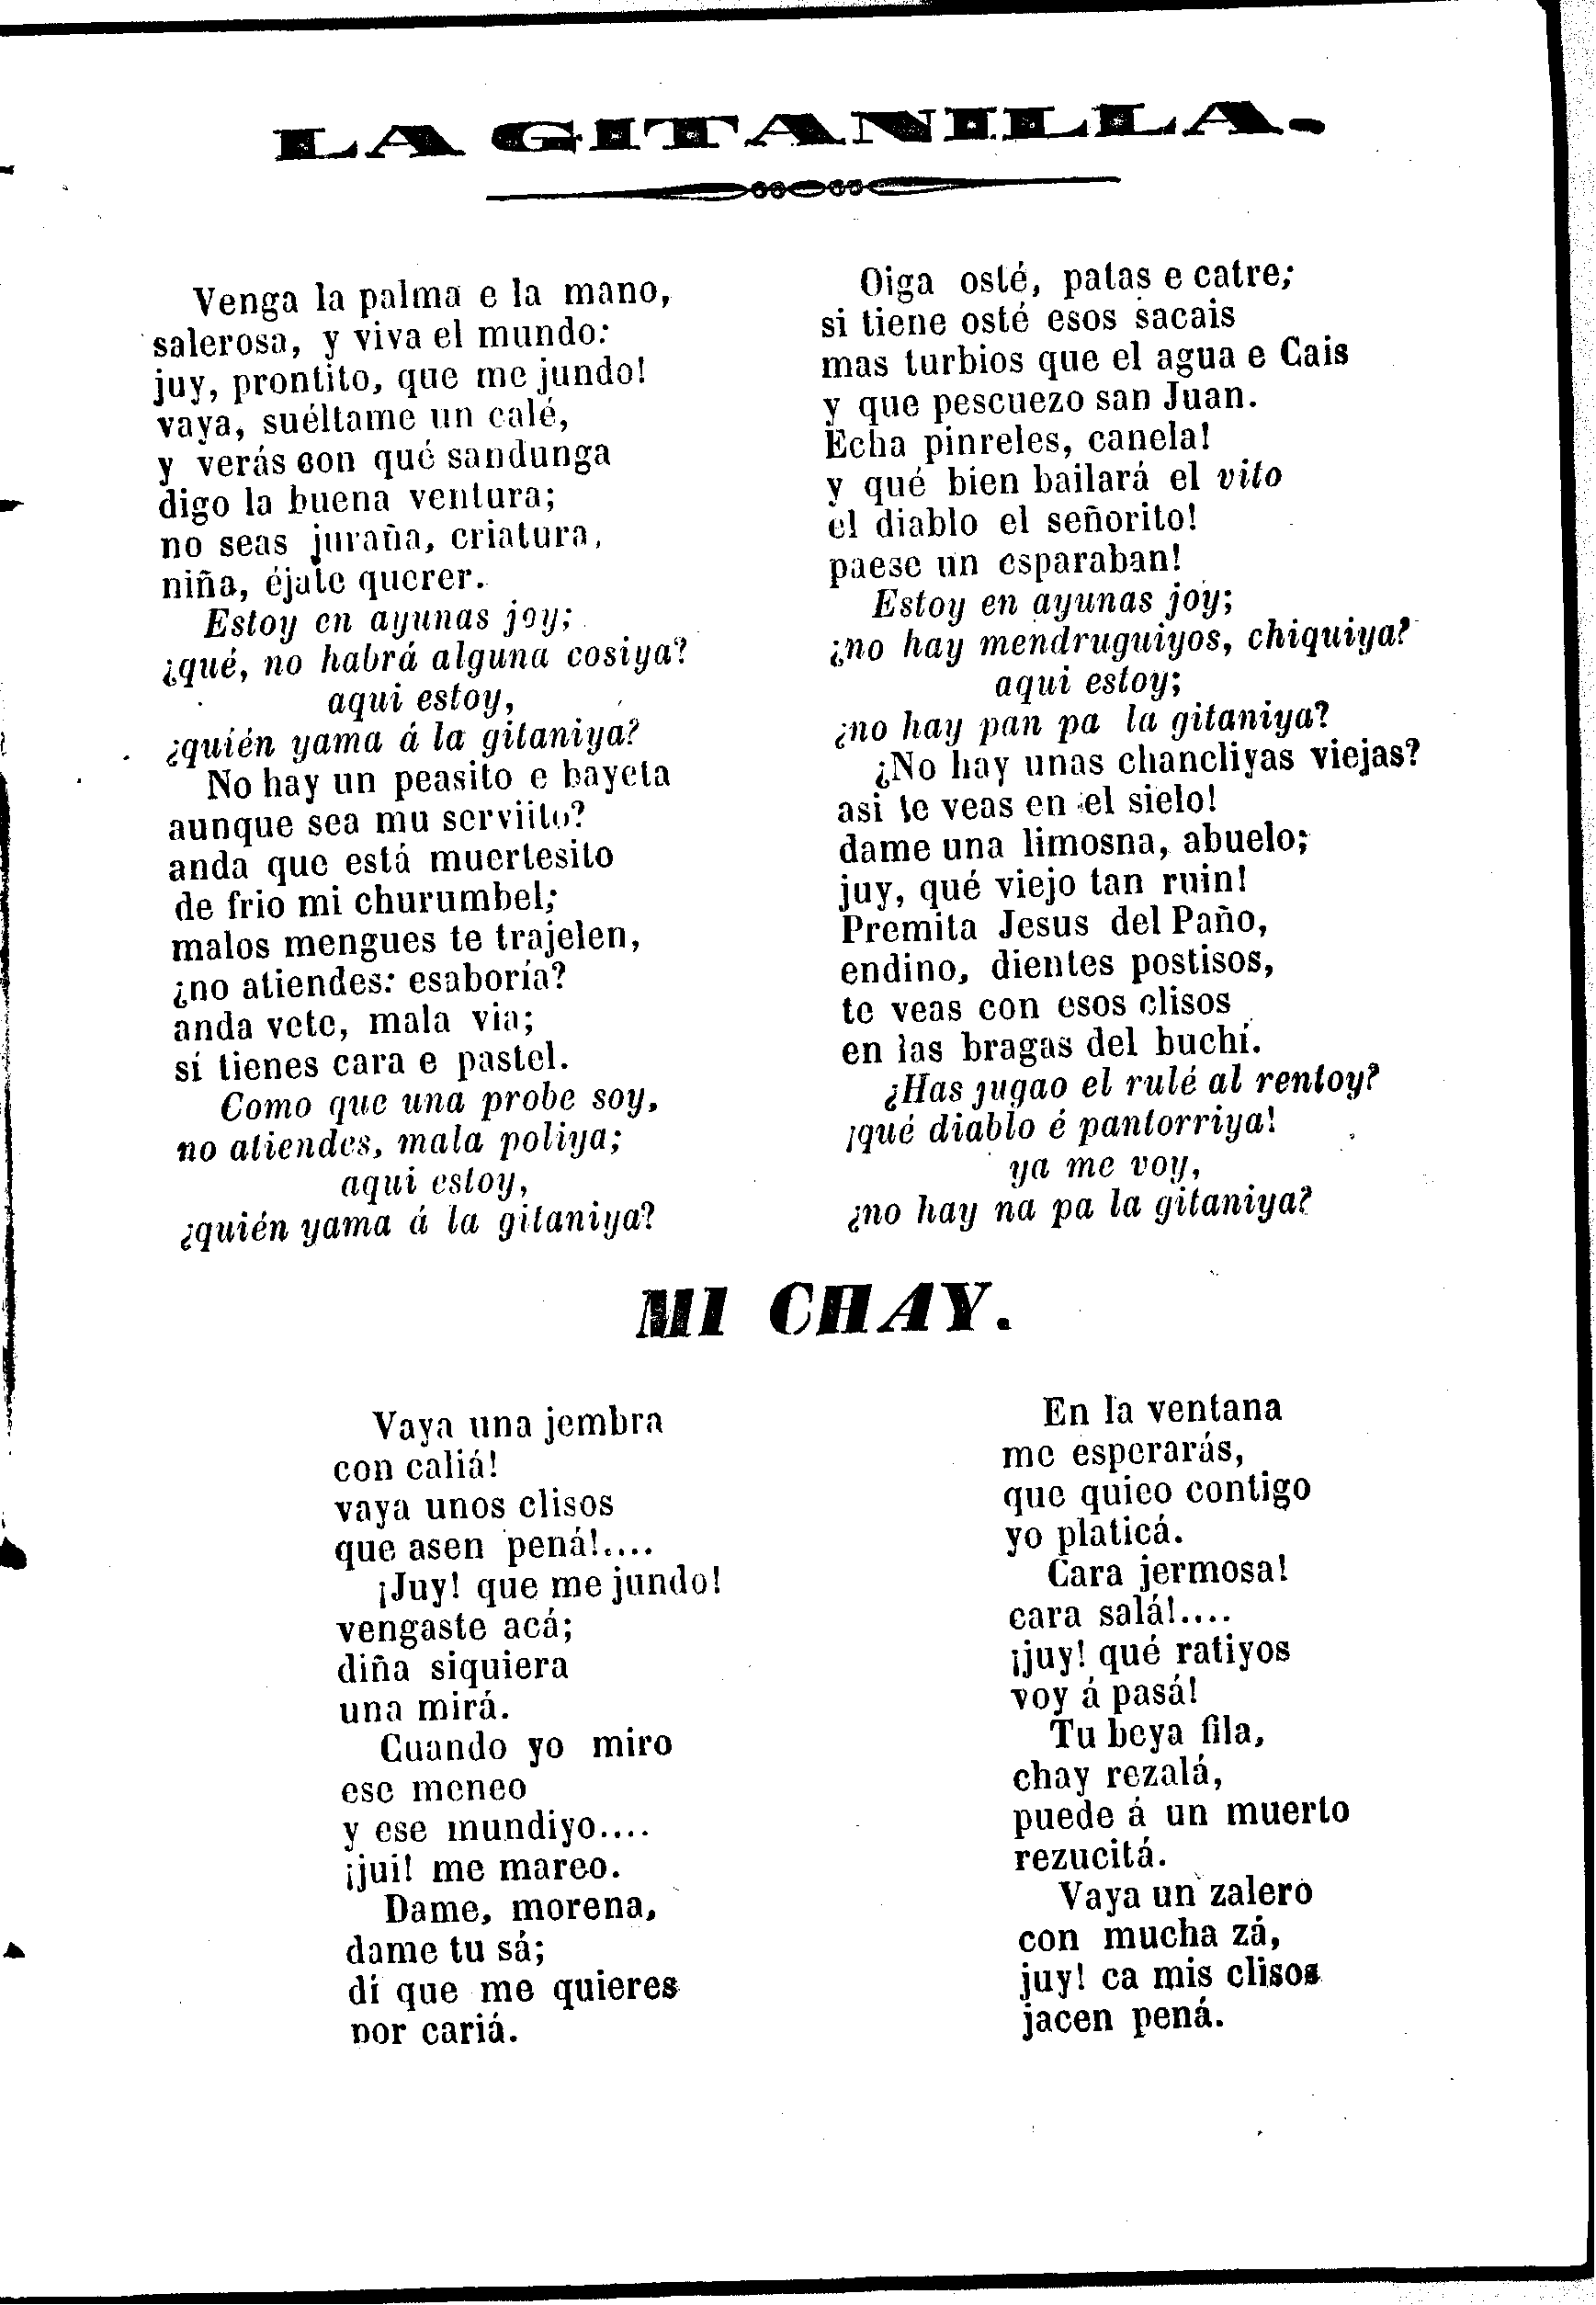 LA GITANILLA.
Venga la palma e la mano,
salerosa, y viva el mundo:
juy, prontito, que me jundo!
vaya, suéltame un calé,
y verás con qué sandunga
digo la buena ventura;
no seas juraña, criatura,
niña, éjate querer.
Estoy en ayunas joy;
¿qué, no habrá alguna cosiya?
aqui estoy,
¿quién yama á la gitaniya?
No hay un peasito e bayeta
aunque sea mu serviito?
anda que está muertesito
de frio mi churumbel;
malos mengues te trajelen,
¿no atiendes: esaboría?
anda vete, mala via;
sí tienes cara e pastel.
Como que una probe soy,
no atiendes, mala poliya;
aqui estoy,
¿quién yama á la gitaniya?
Oiga osté, patas e catre;
si tiene osté esos sacais
mas turbios que el agua e Cais
y que pescuezo san Juan.
Echa pinreles, canela!
y qué bien bailará el vito
el diablo el señorito!
paese un esparaban!
Estoy en ayunas joy;
¿no hay mendruguiyos, chiquiya?
aqui estoy;
¿no hay pan pa la gitaniya?
¿No hay unas chancliyas viejas?
asi te veas en el sielo!
dame una limosna, abuelo;
juy, qué viejo tan ruin!
Premita Jesus del Paño,
endino, dientes postisos,
te veas con esos clisos
en las bragas del buchí.
¿Has jugao el rulé al rentoy?
¡qué diablo é pantorriya!
ya me voy,
¿no hay na pa la gitaniya?
MI CHAY.
Vaya una jembra
con caliá!
vaya unos clisos
que asen pená!....
¡Juy! que me jundo!
vengaste acá;
diña siquiera
una mirá.
Cuando yo miro
ese meneo
y ese mundiyo....
¡jui! me mareo.
Dame, morena,
dame tu sá;
dí que me quieres
por cariá.
En la ventana
me esperarás,
que quieo contigo
yo platicá.
Cara jermosa!
cara salá!....
¡juy! qué ratiyos
voy á pasá!
Tu beya fila,
chay rezalá,
puede á un muerto
rezucitá.
Vaya un zalero
con mucha zá,
juy! ca mis clisos
jacen pená.